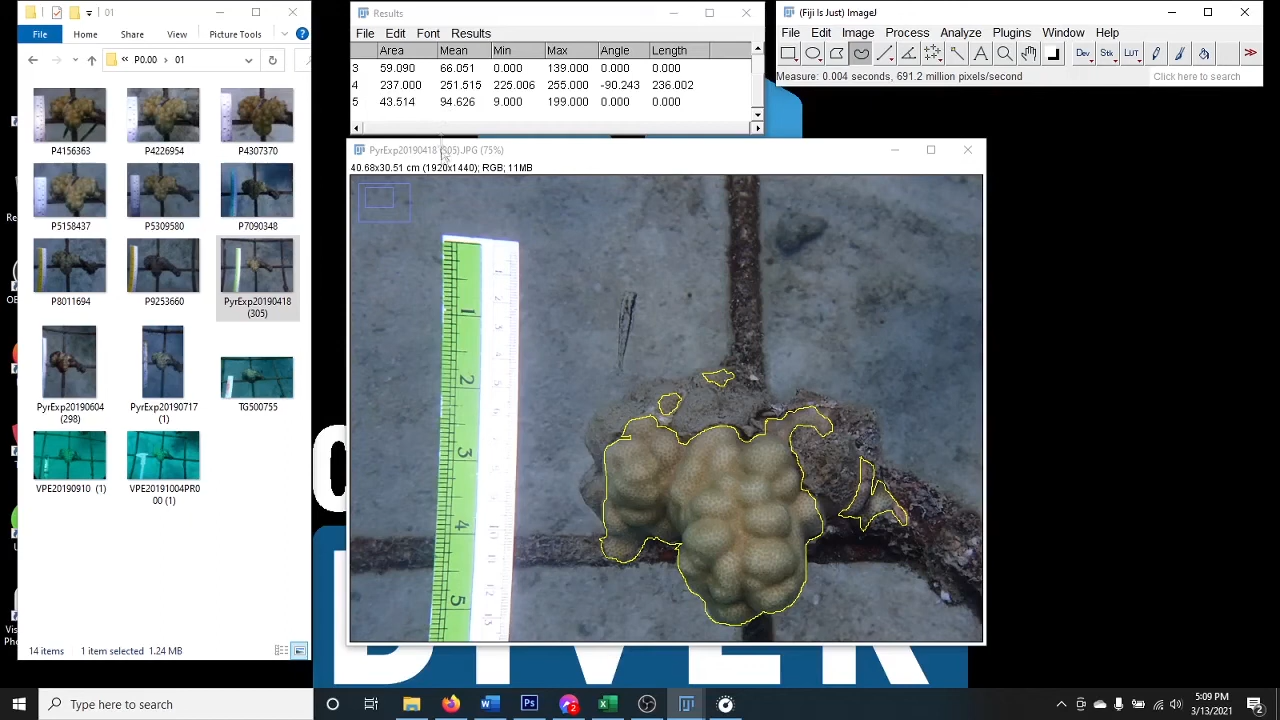 01
File
Home
Share
View
Picture Tools
« P0.00 › 01
P4156363
P4226954
P4307370
P5158437
P5309580
P7090348
P8011694
P9253660
PyrExp20190418 (305)
PyrExp20190604 (298)
PyrExp20190717 (1)
TG500755
VPE20190910 (1)
VPE20191004PR000 (1)
14 items 1 item selected 1.24 MB
Results
File Edit Font Results
Area Mean Min Max Angle Length
3 59.090 66.051 0.000 139.000 0.000 0.000
4 237.000 251.515 225.006 255.000 -90.243 236.002
5 43.514 94.626 9.000 199.000 0.000 0.000
(Fiji Is Just) ImageJ
File Edit Image Process Analyze Plugins Window Help
Dev Stk LUT
Measure: 0.004 seconds, 691.2 million pixels/second
Click here to search
PyrExp20190418 (305).JPG (75%)
40.68x30.51 cm (1920x1440); RGB; 11MB
1
2
3
4
5
DIVER
Type here to search
5:09 PM
3/13/2021